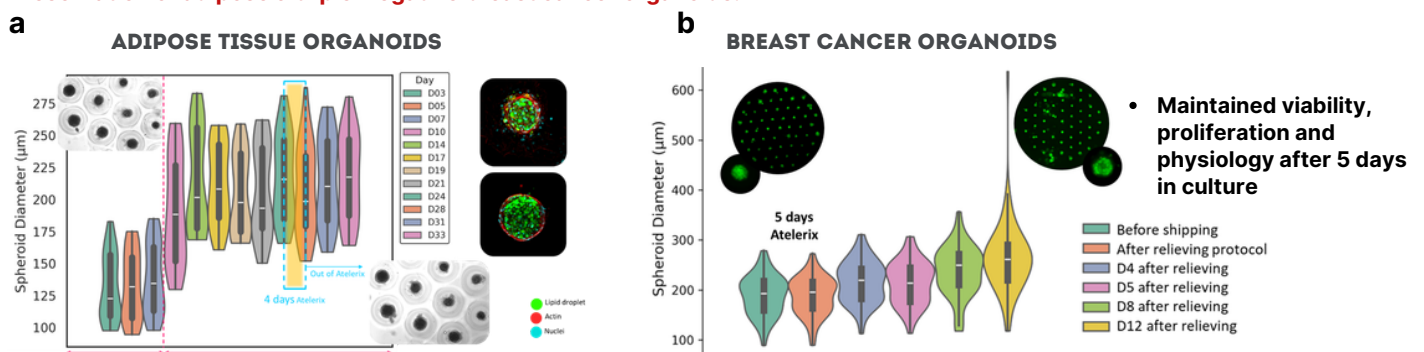 a
ADIPOSE TISSUE ORGANOIDS
Spheroid Diameter (μm)
275
250
225
200
175
150
125
100
4 days Atelerix
Out of Atelerix
Day
D03
D05
D07
D10
D14
D17
D19
D21
D24
D28
D31
D33
Lipid droplet
Actin
Nuclei
b
BREAST CANCER ORGANOIDS
Spheroid Diameter (μm)
600
500
400
300
200
100
5 days
Atelerix
Before shipping
After relieving protocol
D4 after relieving
D5 after relieving
D8 after relieving
D12 after relieving
• Maintained viability,
proliferation and
physiology after 5 days
in culture